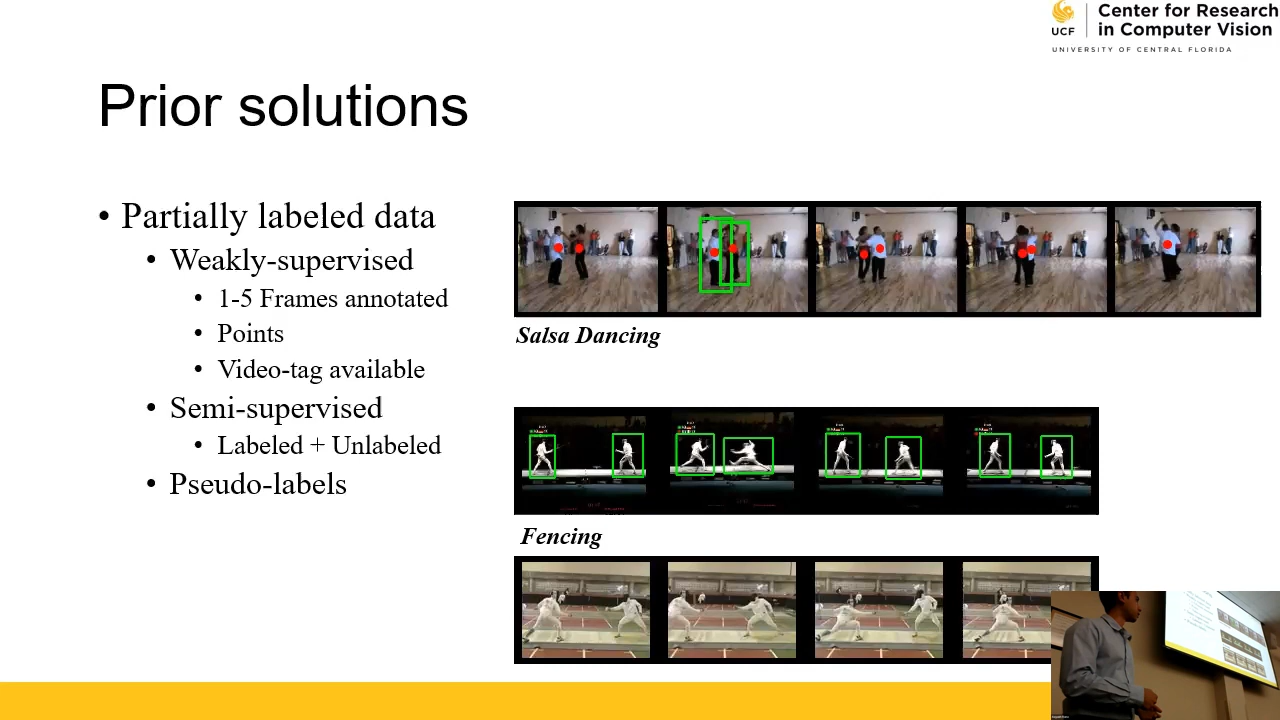 Center for Research
in Computer Vision
UCF
UNIVERSITY OF CENTRAL FLORIDA
Prior solutions
• Partially labeled data
• Weakly-supervised
• 1-5 Frames annotated
• Points
• Video-tag available
• Semi-supervised
• Labeled + Unlabeled
• Pseudo-labels
Salsa Dancing
Fencing